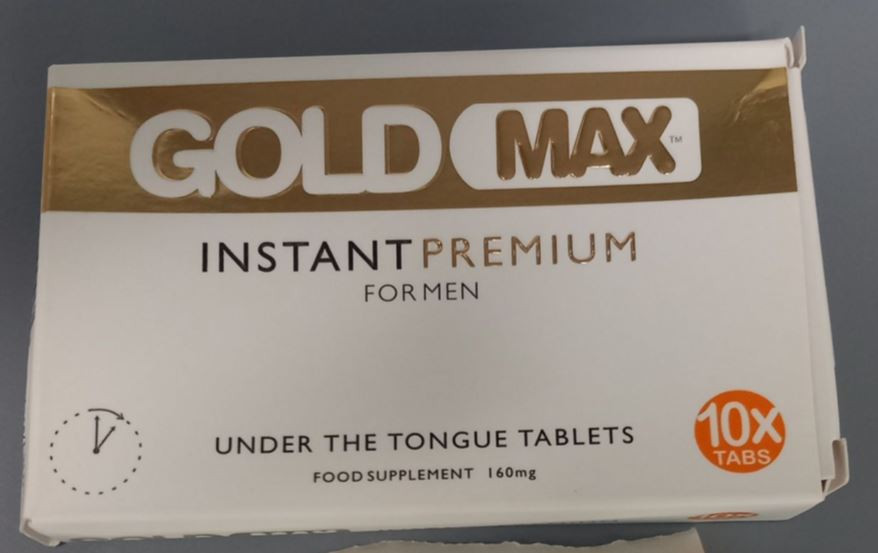 GOLD MAX™
INSTANT PREMIUM
FOR MEN
UNDER THE TONGUE TABLETS
FOOD SUPPLEMENT 160mg
10X
TABS